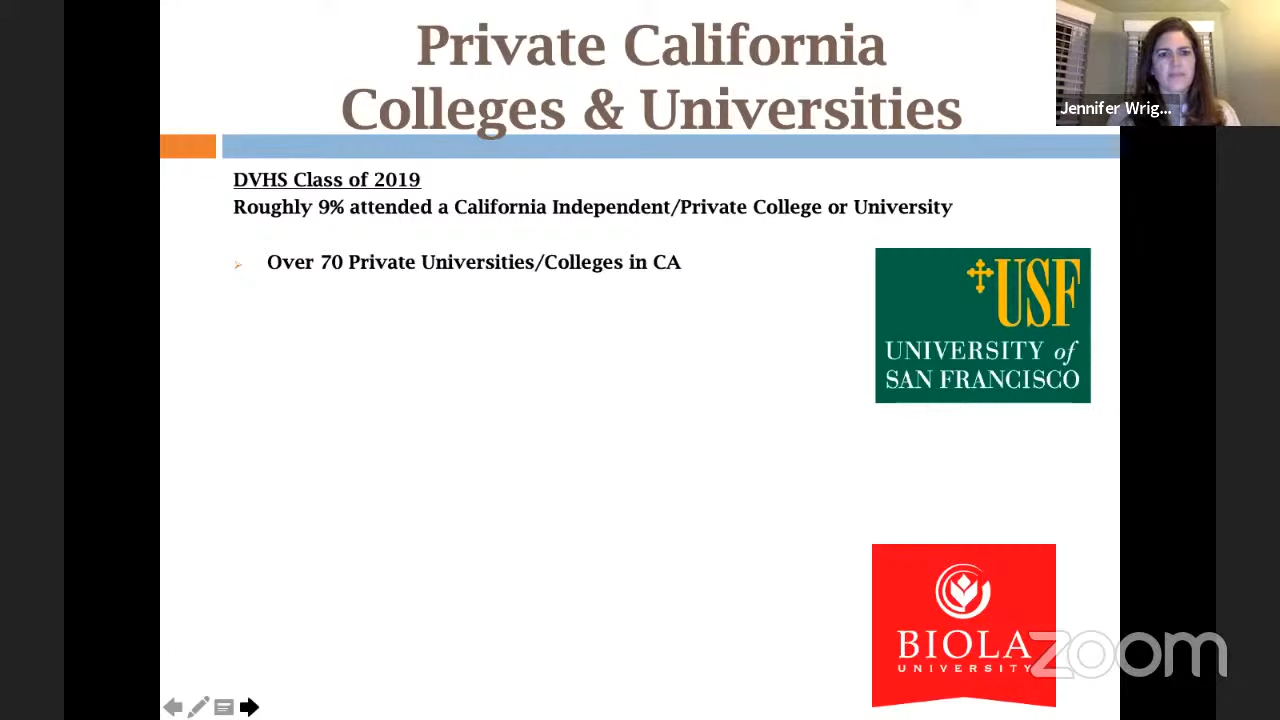 Private California
Colleges & Universities
Jennifer Wrig...
DVHS Class of 2019
Roughly 9% attended a California Independent/Private College or University
Over 70 Private Universities/Colleges in CA
USF
UNIVERSITY of
SAN FRANCISCO
BIOLA
UNIVERSITY
zoom